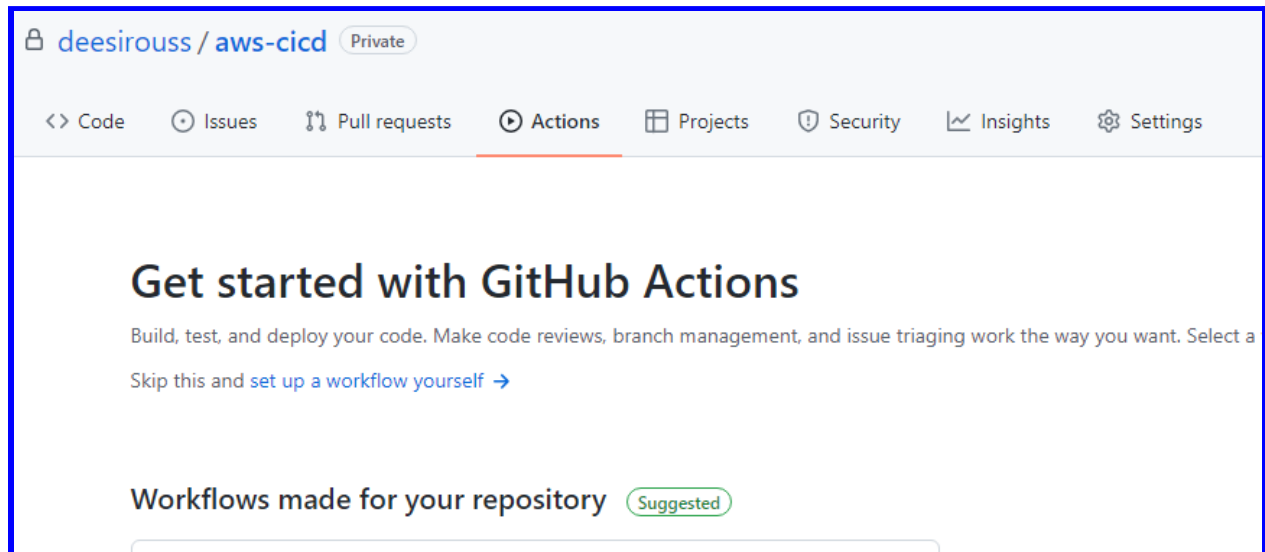 deesirouss / aws-cicd Private
Code Issues Pull requests Actions Projects Security Insights Settings
Get started with GitHub Actions
Build, test, and deploy your code. Make code reviews, branch management, and issue triaging work the way you want. Select a
Skip this and set up a workflow yourself →
Workflows made for your repository Suggested